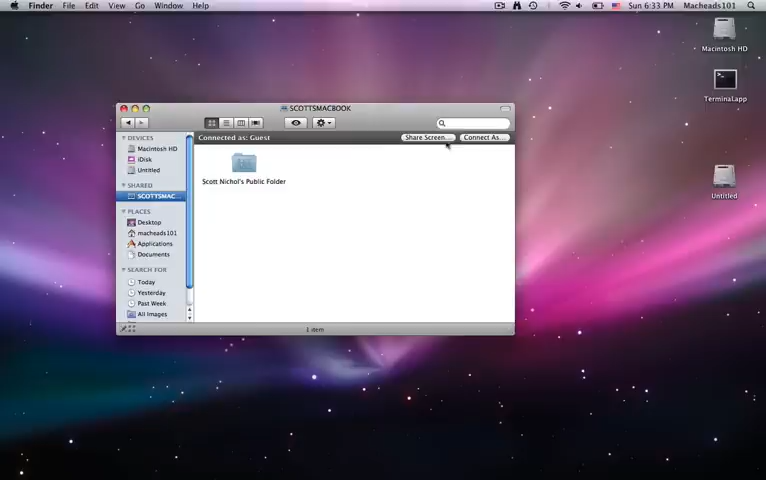 Finder File Edit View Go Window Help Sun 6:33 PM Macheads101
Macintosh HD
Terminal.app
Untitled
SCOTTSMACBOOK
Connected as: Guest Share Screen... Connect As...
DEVICES
Macintosh HD
iDisk
Untitled
SHARED
SCOTTSMAC...
PLACES
Desktop
macheads101
Applications
Documents
SEARCH FOR
Today
Yesterday
Past Week
All Images
Scott Nichol's Public Folder
1 item